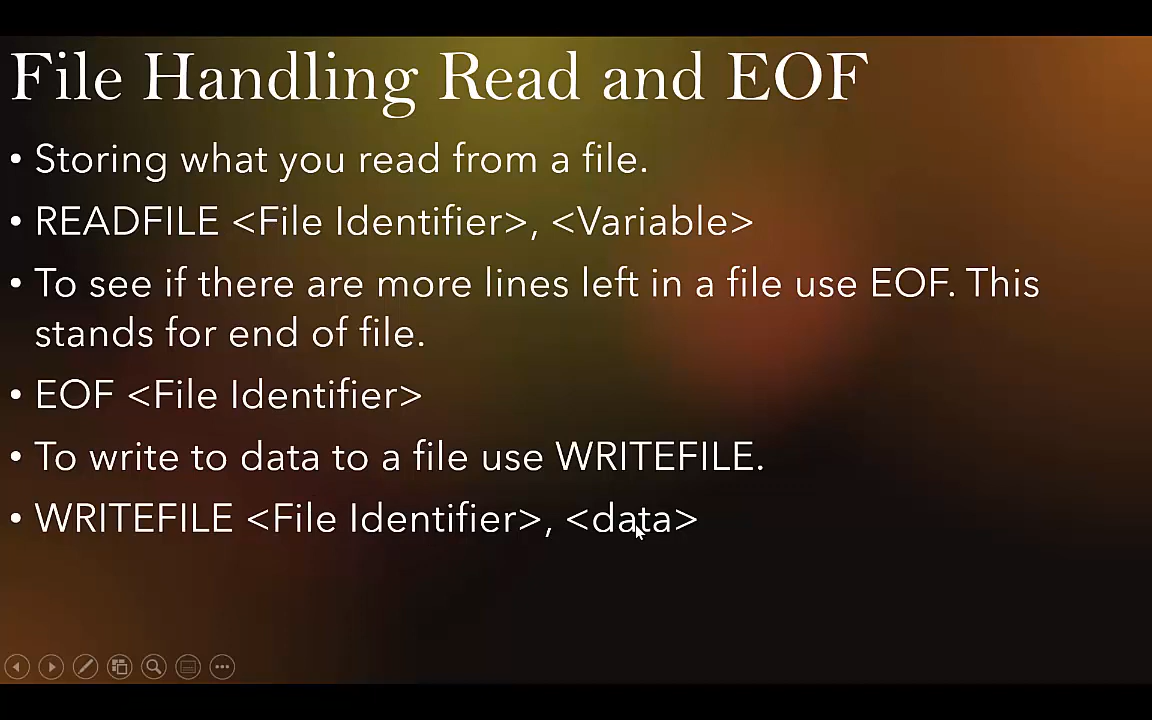 File Handling Read and EOF
• Storing what you read from a file.
• READFILE <File Identifier>, <Variable>
• To see if there are more lines left in a file use EOF. This
stands for end of file.
• EOF <File Identifier>
• To write to data to a file use WRITEFILE.
• WRITEFILE <File Identifier>, <data>